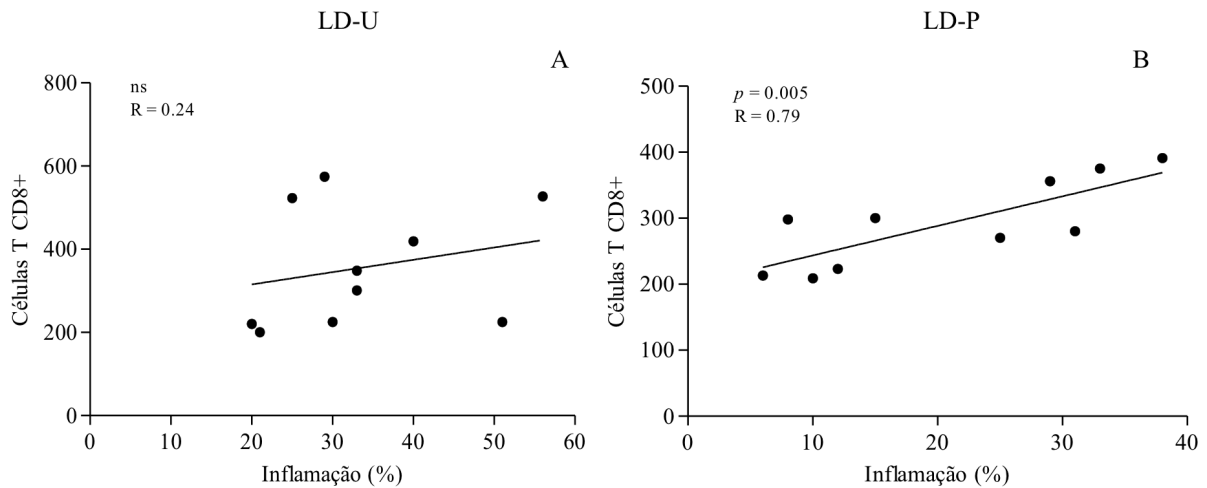 LD-U
A
ns
R = 0.24
800
600
400
200
0
Células T CD8+
0 10 20 30 40 50 60
Inflamação (%)
LD-P
B
p = 0.005
R = 0.79
500
400
300
200
100
0
Células T CD8+
0 10 20 30 40
Inflamação (%)